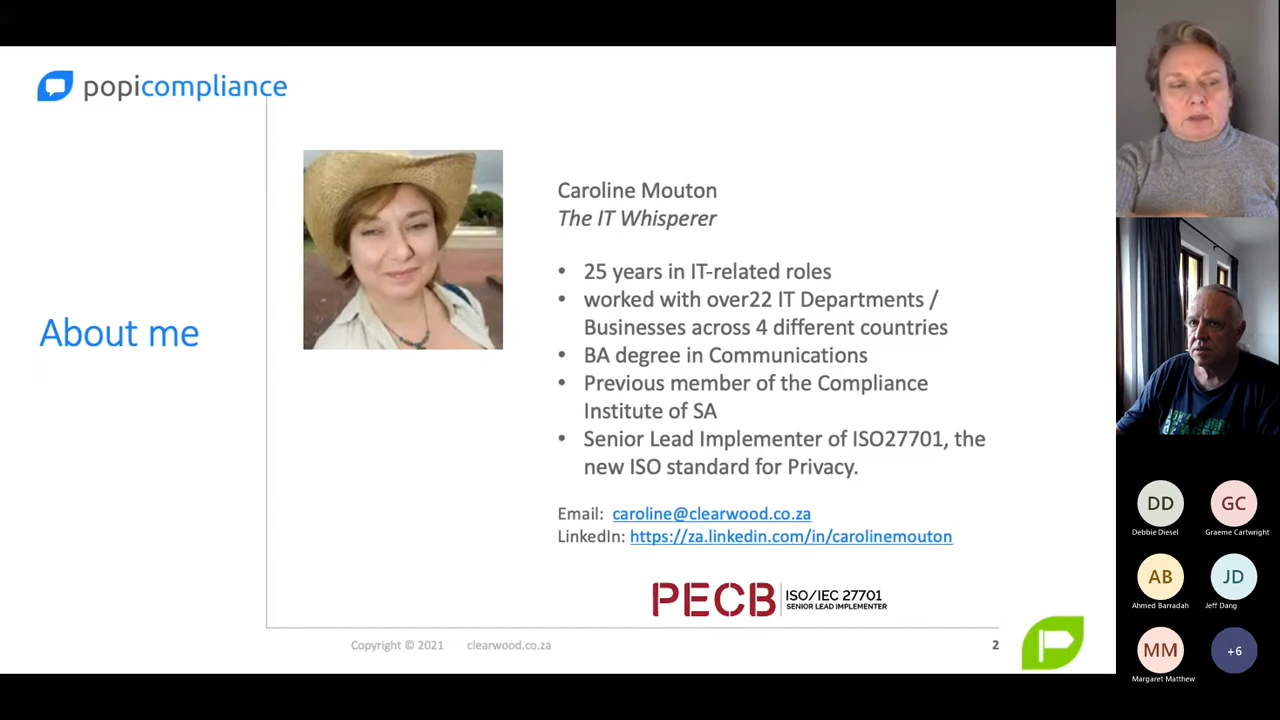 popicompliance
About me
Caroline Mouton
The IT Whisperer
• 25 years in IT-related roles
• worked with over22 IT Departments /
Businesses across 4 different countries
• BA degree in Communications
• Previous member of the Compliance
Institute of SA
• Senior Lead Implementer of ISO27701, the
new ISO standard for Privacy.
Email: caroline@clearwood.co.za
LinkedIn: https://za.linkedin.com/in/carolinemouton
PECB ISO/IEC 27701
SENIOR LEAD IMPLEMENTER
Copyright © 2021 clearwood.co.za 2
DD GC
Debbie Diesel Graeme Cartwright
AB JD
Ahmed Barradah Jeff Dang
MM +6
Margaret Matthew